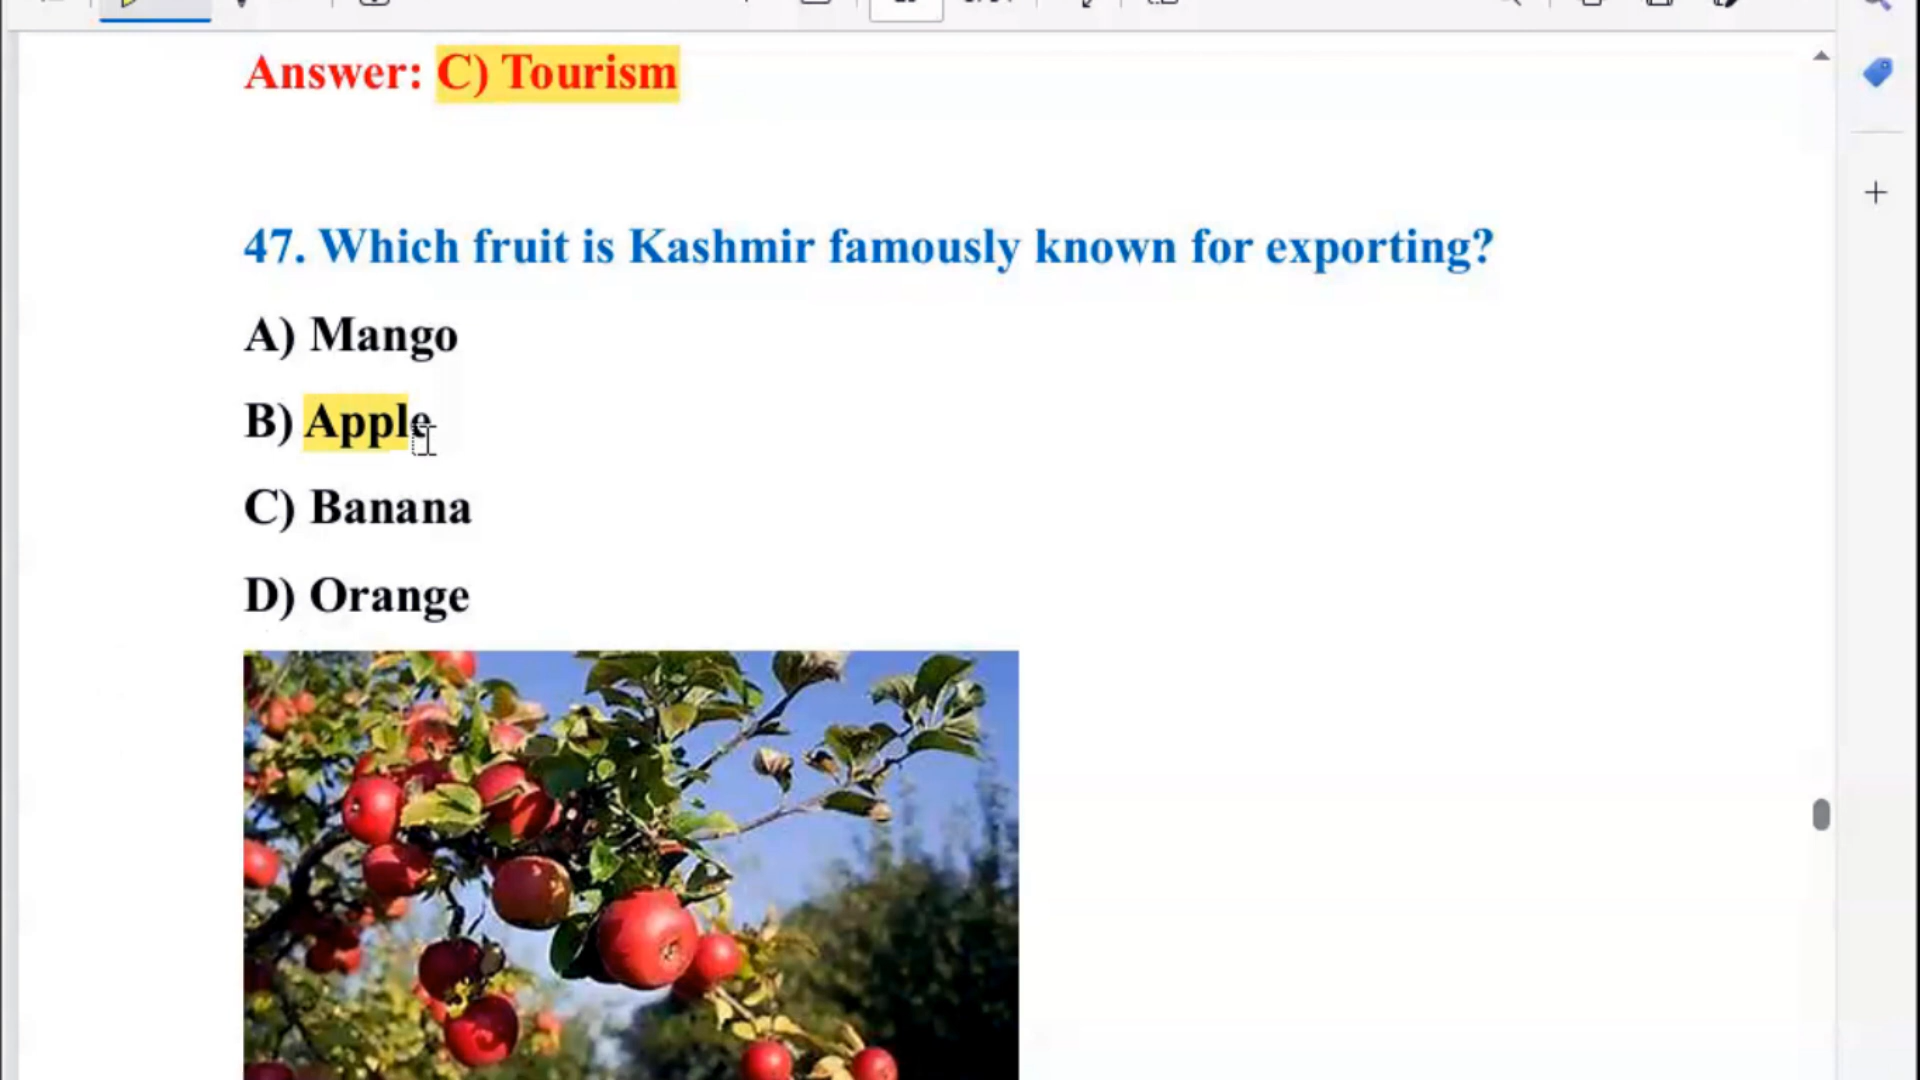 Answer: C) Tourism
47. Which fruit is Kashmir famously known for exporting?
A) Mango
B) Apple
C) Banana
D) Orange